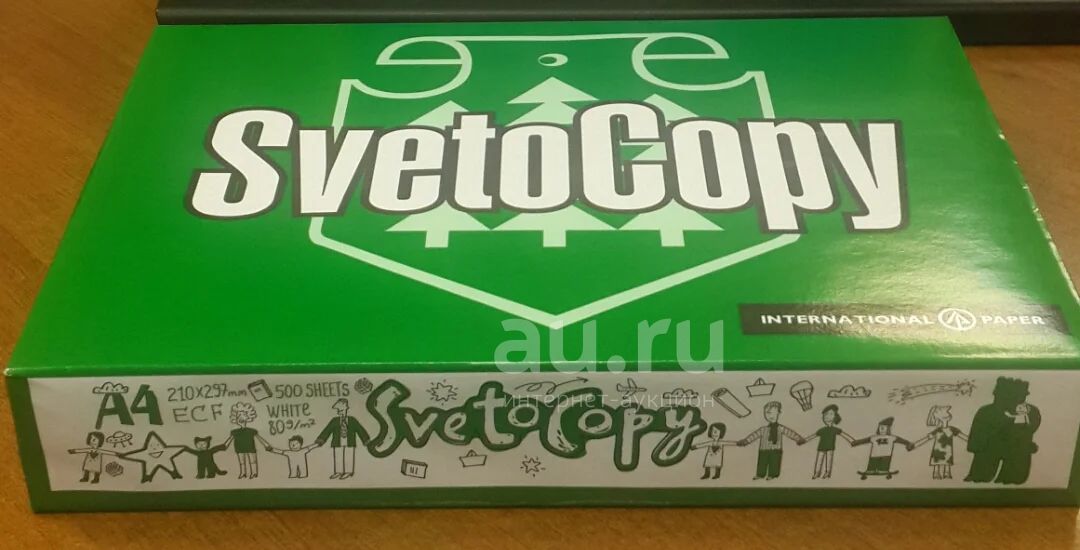 SvetoCopy
INTERNATIONAL PAPER
au.ru
интернет-аукцион
A4 210x297mm 500 SHEETS
ECF WHITE
80g/m²
SvetoCopy